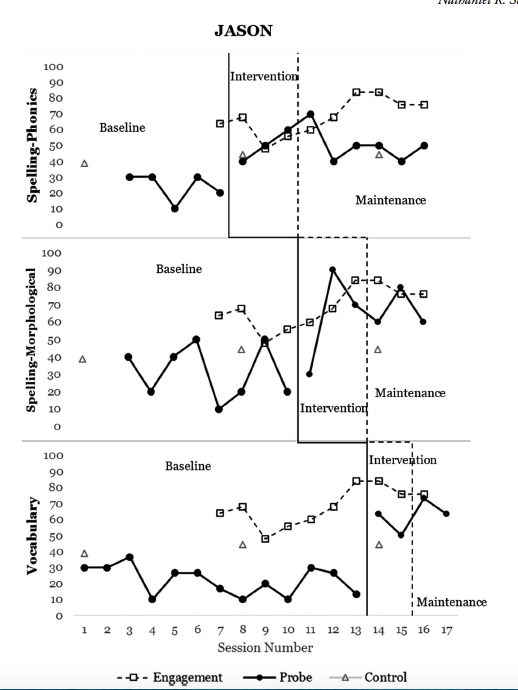 Nathaniel R. S
JASON
Spelling-Phonics
100
90
80
70
60
50
40
30
20
10
0
Intervention
Baseline
Maintenance
Spelling-Morphological
100
90
80
70
60
50
40
30
20
10
0
Baseline
Intervention
Maintenance
Vocabulary
100
90
80
70
60
50
40
30
20
10
0
Baseline
Intervention
Maintenance
1 2 3 4 5 6 7 8 9 10 11 12 13 14 15 16 17
Session Number
Engagement Probe Control